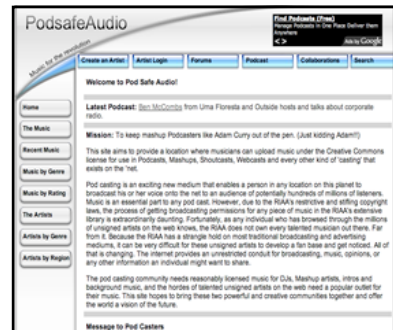 PodsafeAudio
Music for the revolution
Find Podcasts (Free)
Manage Podcasts in One Place Deliver them
Anywhere
< >
Ads by Google
Create an Artist
Artist Login
Forums
Podcast
Collaborations
Search
Welcome to Pod Safe Audio!
Home
The Music
Recent Music
Music by Genre
Music by Rating
The Artists
Artists by Genre
Artists by Region
Latest Podcast: Ben McCombs from Uma Floresta and Outside hosts and talks about corporate
radio.
Mission: To keep mashup Podcasters like Adam Curry out of the pen. (Just kidding Adam!!)
This site aims to provide a location where musicians can upload music under the Creative Commons
license for use in Podcasts, Mashups, Shoutcasts, Webcasts and every other kind of 'casting' that
exists on the 'net.
Pod casting is an exciting new medium that enables a person in any location on this planet to
broadcast his or her voice onto the net to an audience of potentially hundreds of millions of listeners.
Music is an essential part to any pod cast. However, due to the RIAA's restrictive and stifling copyright
laws, the process of getting broadcasting permissions for any piece of music in the RIAA's extensive
library is extraordinarily daunting. Fortunately, as any individual who has browsed through the millions
of unsigned artists on the web knows, the RIAA does not own every talented musician out there. Far
from it. Because the RIAA has a strangle hold on most traditional broadcasting and advertising
mediums, it can be very difficult for these unsigned artists to develop a fan base and get noticed. All of
that is changing. The internet provides an unrestricted conduit for broadcasting, music, opinions, or
any other information an individual might want to share.
The pod casting community needs reasonably licensed music for DJs, Mashup artists, intros and
background music, and the hordes of talented unsigned artists on the web need a popular outlet for
their music. This site hopes to bring these two powerful and creative communities together and offer
the world a vision of the future.
Message to Pod Casters